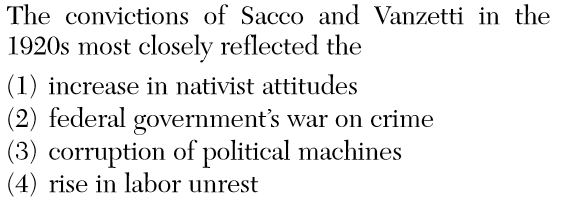 The convictions of Sacco and Vanzetti in the
1920s most closely reflected the
(1) increase in nativist attitudes
(2) federal government's war on crime
(3) corruption of political machines
(4) rise in labor unrest